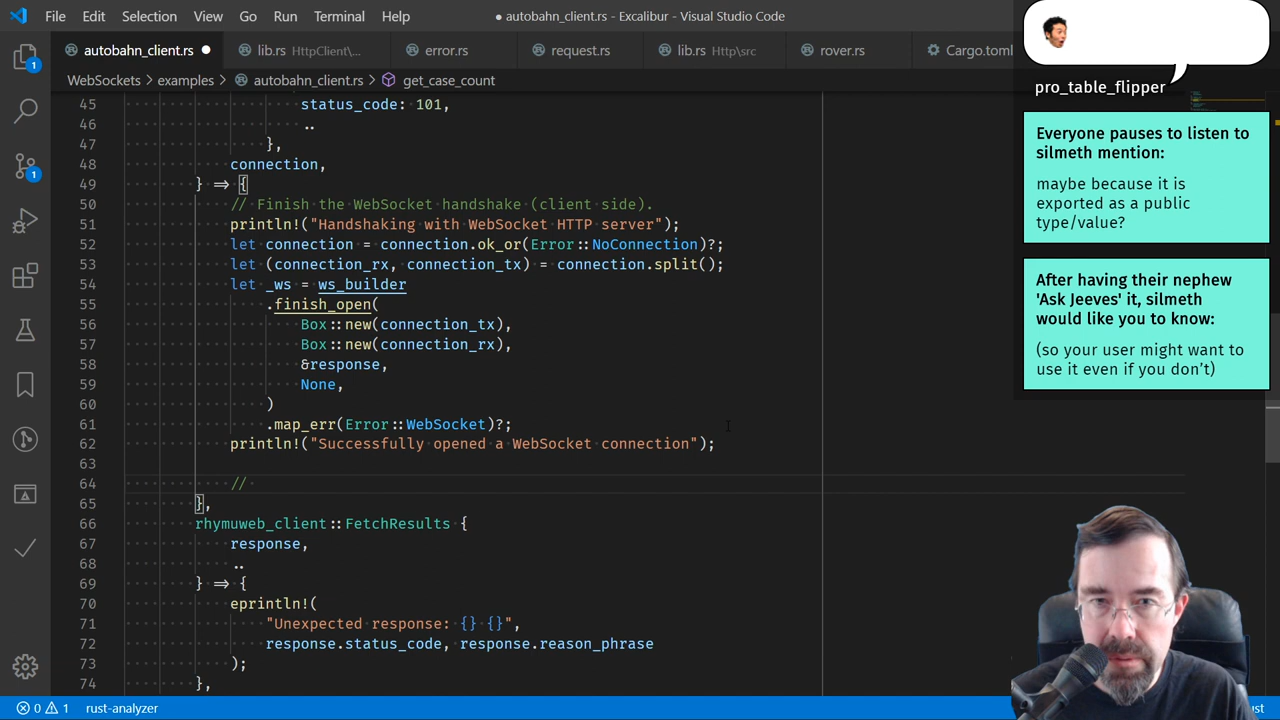 File Edit Selection View Go Run Terminal Help
● autobahn_client.rs - Excalibur - Visual Studio Code
autobahn_client.rs ● lib.rs HttpClient\... error.rs request.rs lib.rs Http\src rover.rs Cargo.toml
WebSockets > examples > autobahn_client.rs > get_case_count
45 status_code: 101,
46 ..
47 },
48 connection,
49 } => {
50 // Finish the WebSocket handshake (client side).
51 println!("Handshaking with WebSocket HTTP server");
52 let connection = connection.ok_or(Error::NoConnection)?;
53 let (connection_rx, connection_tx) = connection.split();
54 let _ws = ws_builder
55 .finish_open(
56 Box::new(connection_tx),
57 Box::new(connection_rx),
58 &response,
59 None,
60 )
61 .map_err(Error::WebSocket)?;
62 println!("Successfully opened a WebSocket connection");
63
64 //
65 },
66 rhymuweb_client::FetchResults {
67 response,
68 ..
69 } => {
70 eprintln!(
71 "Unexpected response: {} {}",
72 response.status_code, response.reason_phrase
73 );
74 },
1
1
0 1 rust-analyzer
pro_table_flipper
Everyone pauses to listen to
silmeth mention:
maybe because it is
exported as a public
type/value?
After having their nephew
'Ask Jeeves' it, silmeth
would like you to know:
(so your user might want to
use it even if you don’t)